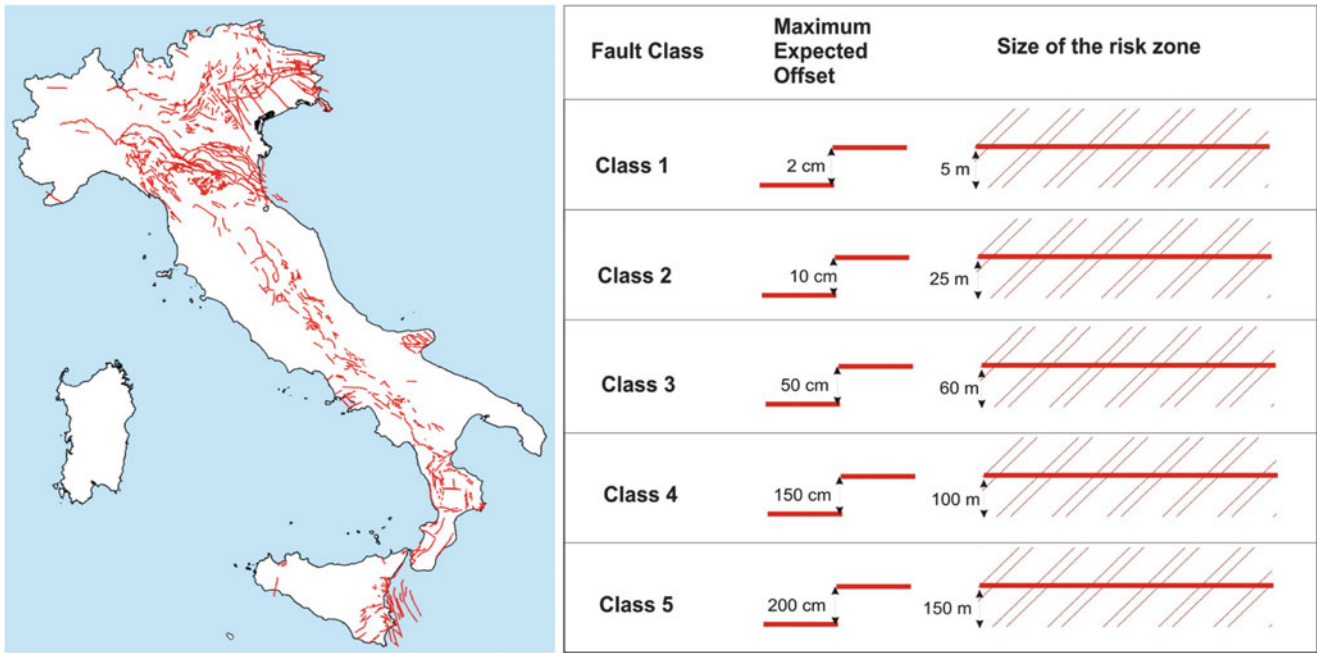 Fault Class
Maximum
Expected
Offset
Size of the risk zone
Class 1
2 cm
5 m
Class 2
10 cm
25 m
Class 3
50 cm
60 m
Class 4
150 cm
100 m
Class 5
200 cm
150 m